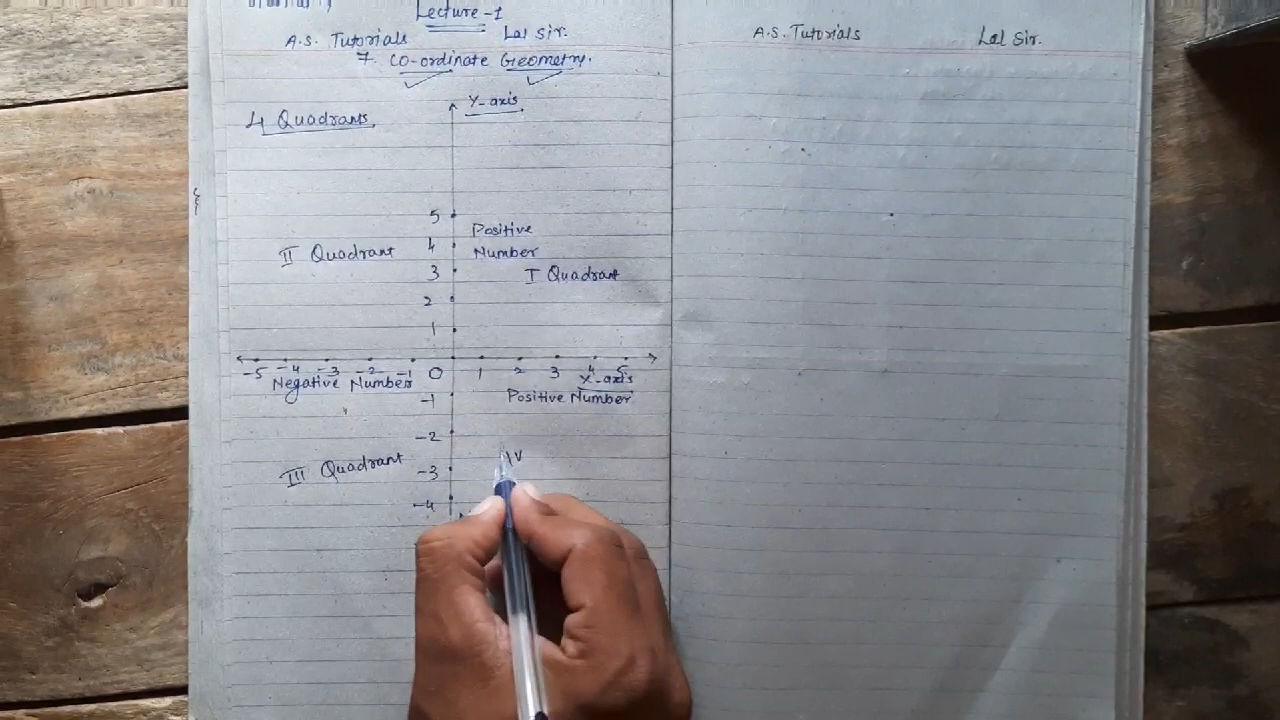 Lecture-1
A.S. Tutorials Lal Sir.
7. Co-ordinate Geometry.
4 Quadrants
Y-axis
5
Positive
4 Number
II Quadrant
3 I Quadrant
2
1
-5 -4 -3 -2 -1 0 1 2 3 4 5
Negative Number X-axis
-1 Positive Number
-2
III Quadrant -3 IV
-4
A.S. Tutorials Lal Sir.